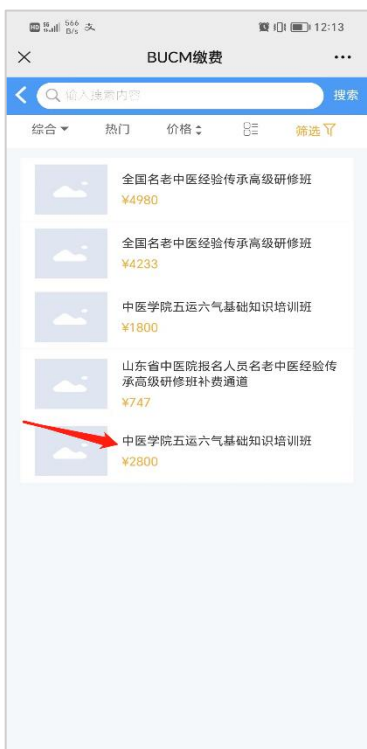 HD 5G 566 B/s 12:13
× BUCM缴费 •••
输入搜索内容 搜索
综合 热门 价格 筛选
全国名老中医经验传承高级研修班
¥4980
全国名老中医经验传承高级研修班
¥4233
中医学院五运六气基础知识培训班
¥1800
山东省中医院报名人员名老中医经验传
承高级研修班补费通道
¥747
中医学院五运六气基础知识培训班
¥2800